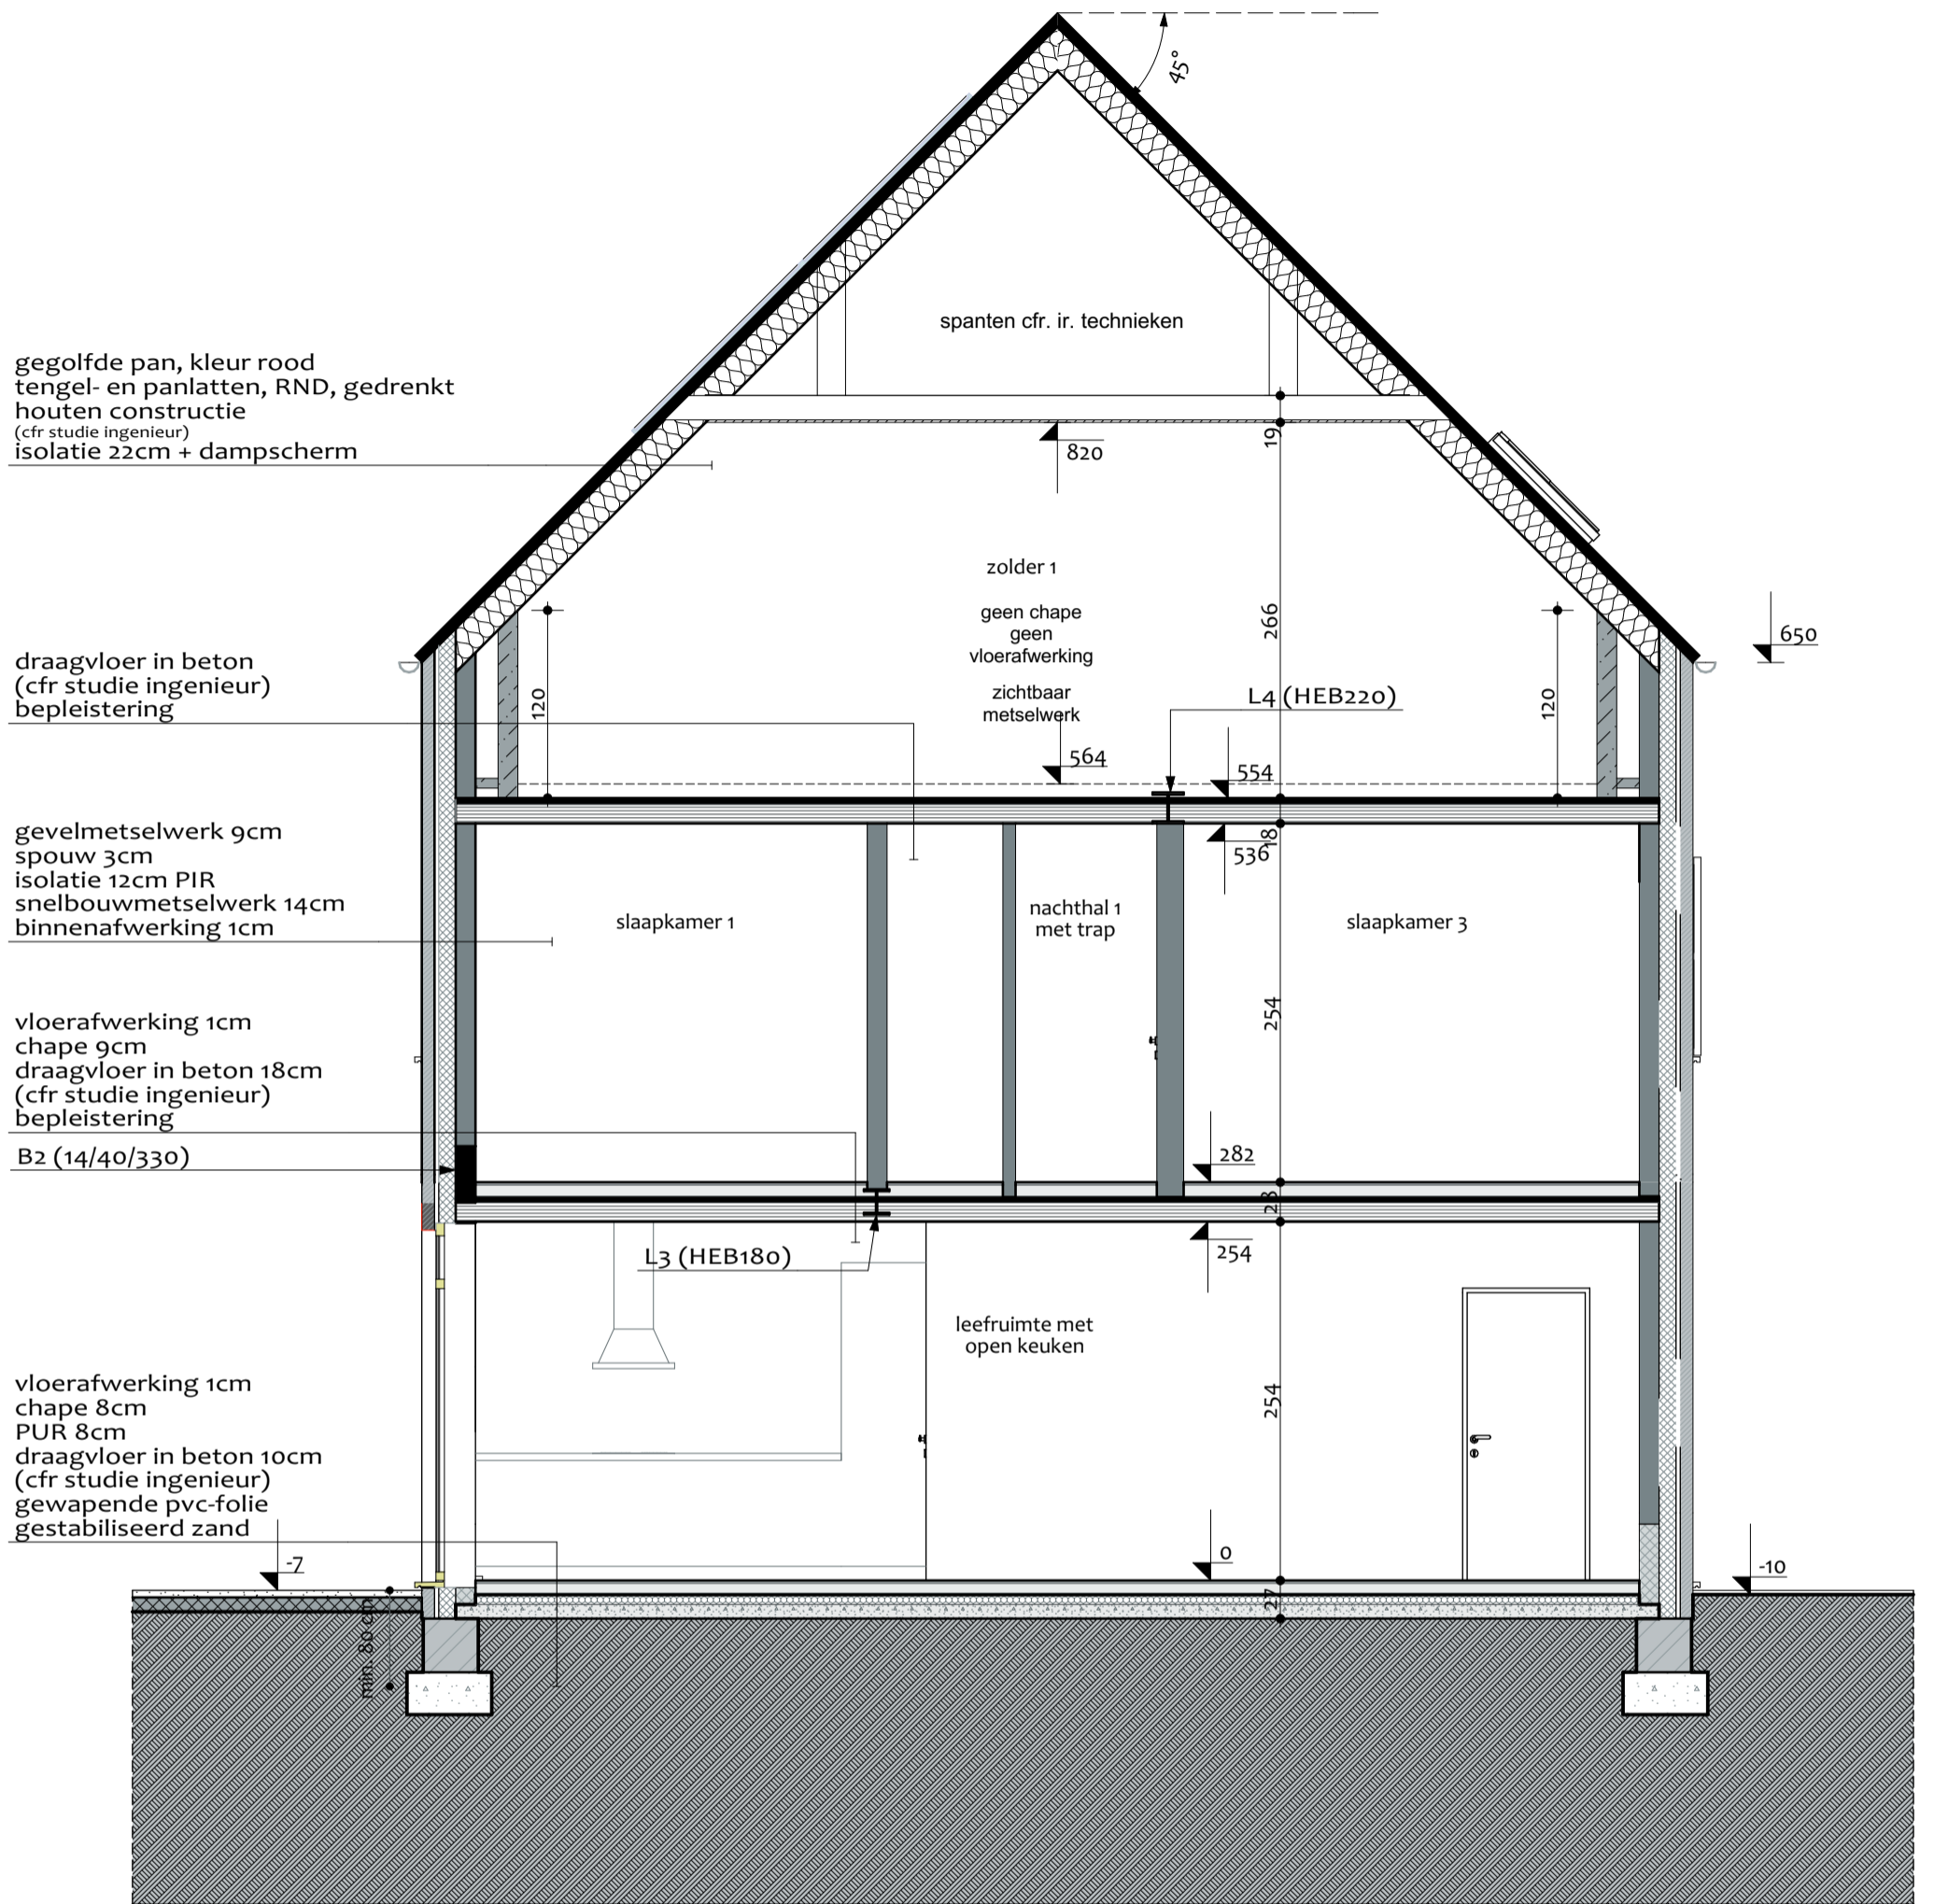 45°
spanten cfr. ir. technieken
gegolfde pan, kleur rood
tengel- en panlatten, RND, gedrenkt
houten constructie
(cfr studie ingenieur)
isolatie 22cm + dampscherm
19
820
zolder 1
geen chape
geen
vloerafwerking
zichtbaar
metselwerk
266
650
draagvloer in beton
(cfr studie ingenieur)
bepleistering
120
L4 (HEB220)
120
564
554
18
536
gevelmetselwerk 9cm
spouw 3cm
isolatie 12cm PIR
snelbouwmetselwerk 14cm
binnenafwerking 1cm
slaapkamer 1
nachthal 1
met trap
slaapkamer 3
254
vloerafwerking 1cm
chape 9cm
draagvloer in beton 18cm
(cfr studie ingenieur)
bepleistering
B2 (14/40/330)
282
28
254
L3 (HEB180)
leefruimte met
open keuken
254
vloerafwerking 1cm
chape 8cm
PUR 8cm
draagvloer in beton 10cm
(cfr studie ingenieur)
gewapende pvc-folie
gestabiliseerd zand
-7
0
-10
27
min. 80 cm